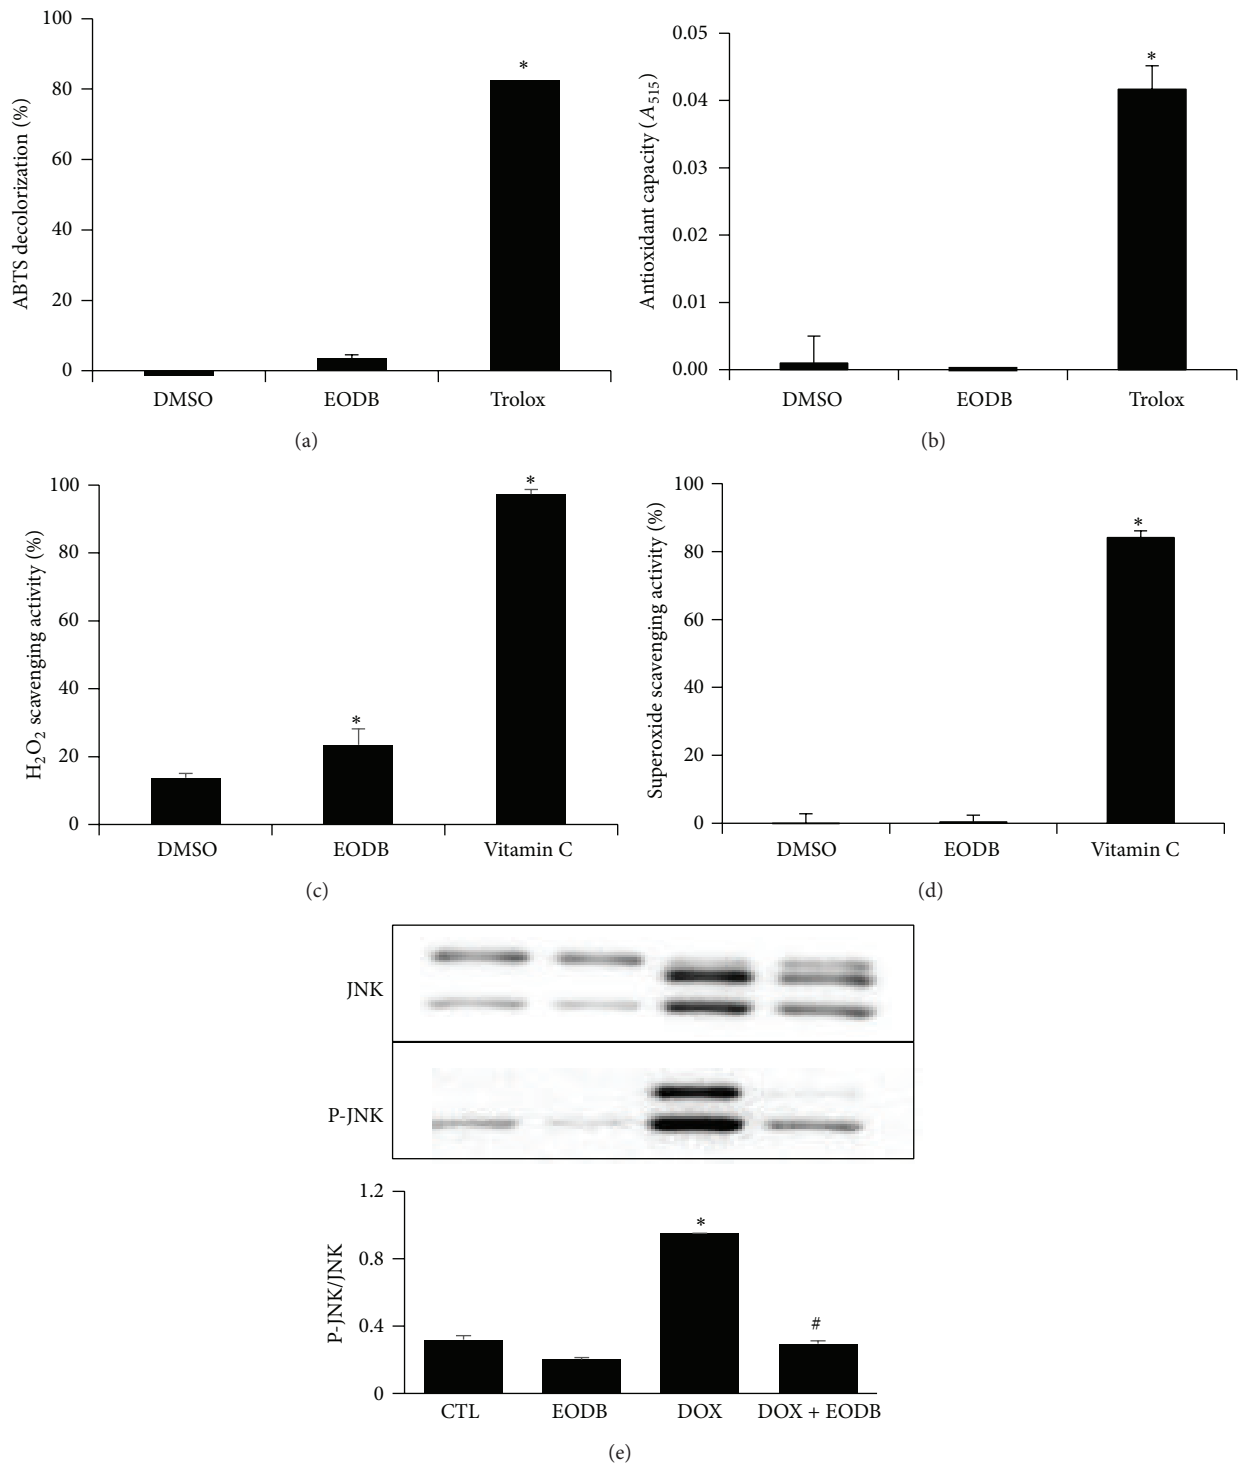 100
80
60
40
20
0
ABTS decolorization (%)
*
DMSO EODB Trolox
(a)
0.05
0.04
0.03
0.02
0.01
0.00
Antioxidant capacity (A515)
*
DMSO EODB Trolox
(b)
100
80
60
40
20
0
H2O2 scavenging activity (%)
*
*
DMSO EODB Vitamin C
(c)
100
80
60
40
20
0
Superoxide scavenging activity (%)
*
DMSO EODB Vitamin C
(d)
JNK
P-JNK
1.2
0.8
0.4
0
P-JNK/JNK
*
#
CTL EODB DOX DOX + EODB
(e)